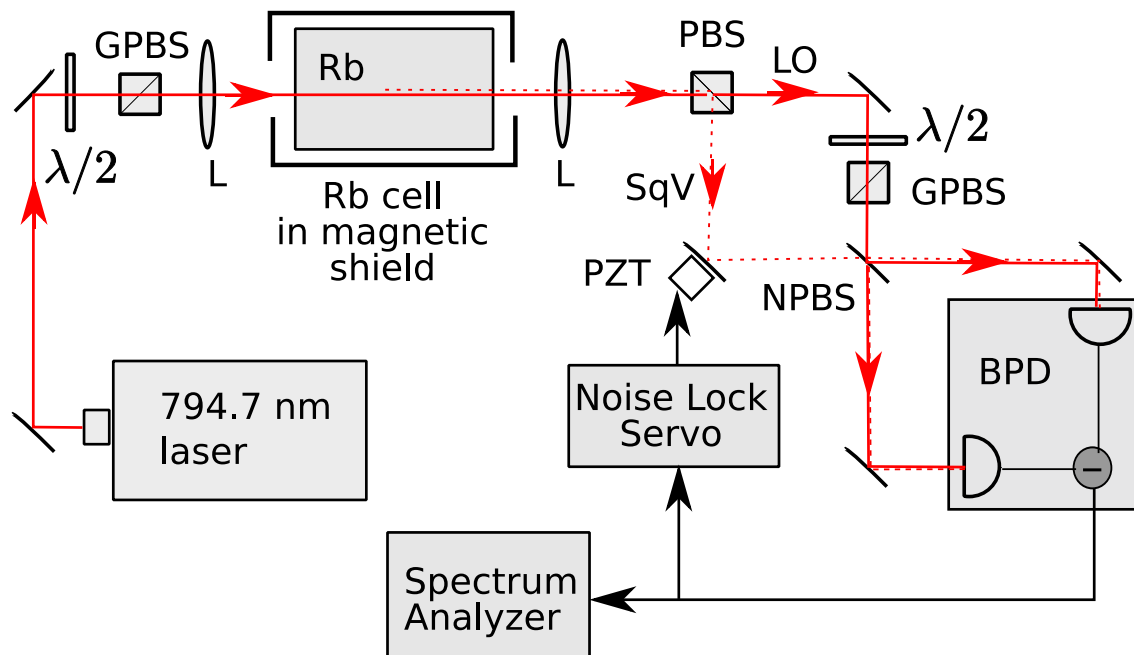 GPBS
Rb
PBS
LO
λ/2
L
L
λ/2
GPBS
SqV
Rb cell
in magnetic
shield
PZT
NPBS
BPD
794.7 nm
laser
Noise Lock
Servo
−
Spectrum
Analyzer